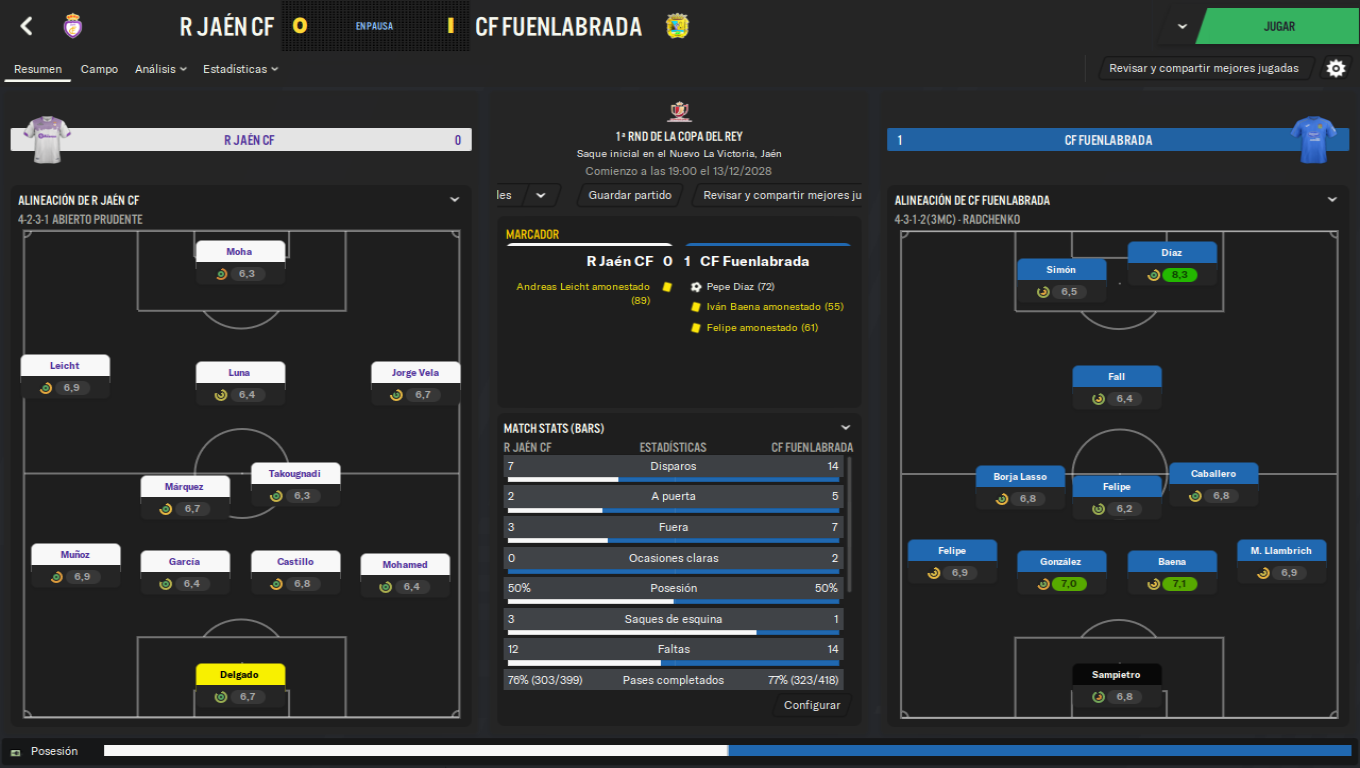 R JAÉN CF 0 EN PAUSA 1 CF FUENLABRADA
JUGAR
Resumen Campo Análisis Estadísticas
Revisar y compartir mejores jugadas
R JAÉN CF 0
1ª RND DE LA COPA DEL REY
Saque inicial en el Nuevo La Victoria, Jaén
Comienzo a las 19:00 el 13/12/2028
1 CF FUENLABRADA
les Guardar partido Revisar y compartir mejores ju
ALINEACIÓN DE R JAÉN CF
4-2-3-1 ABIERTO PRUDENTE
Moha
6,3
Leicht
6,9
Luna
6,4
Jorge Vela
6,7
Takougnadi
6,3
Márquez
6,7
Muñoz
6,9
García
6,4
Castillo
6,8
Mohamed
6,4
Delgado
6,7
MARCADOR
R Jaén CF 0 1 CF Fuenlabrada
Andreas Leicht amonestado
(89)
Pepe Díaz (72)
Iván Baena amonestado (55)
Felipe amonestado (61)
MATCH STATS (BARS)
R JAÉN CF ESTADÍSTICAS CF FUENLABRADA
7 Disparos 14
2 A puerta 5
3 Fuera 7
0 Ocasiones claras 2
50% Posesión 50%
3 Saques de esquina 1
12 Faltas 14
76% (303/399) Pases completados 77% (323/418)
Configurar
ALINEACIÓN DE CF FUENLABRADA
4-3-1-2 (3MC) - RADCHENKO
Díaz
8,3
Simón
6,5
Fall
6,4
Borja Lasso
6,8
Felipe
6,2
Caballero
6,8
Felipe
6,9
González
7,0
Baena
7,1
M. Llambrich
6,9
Sampietro
6,8
Posesión